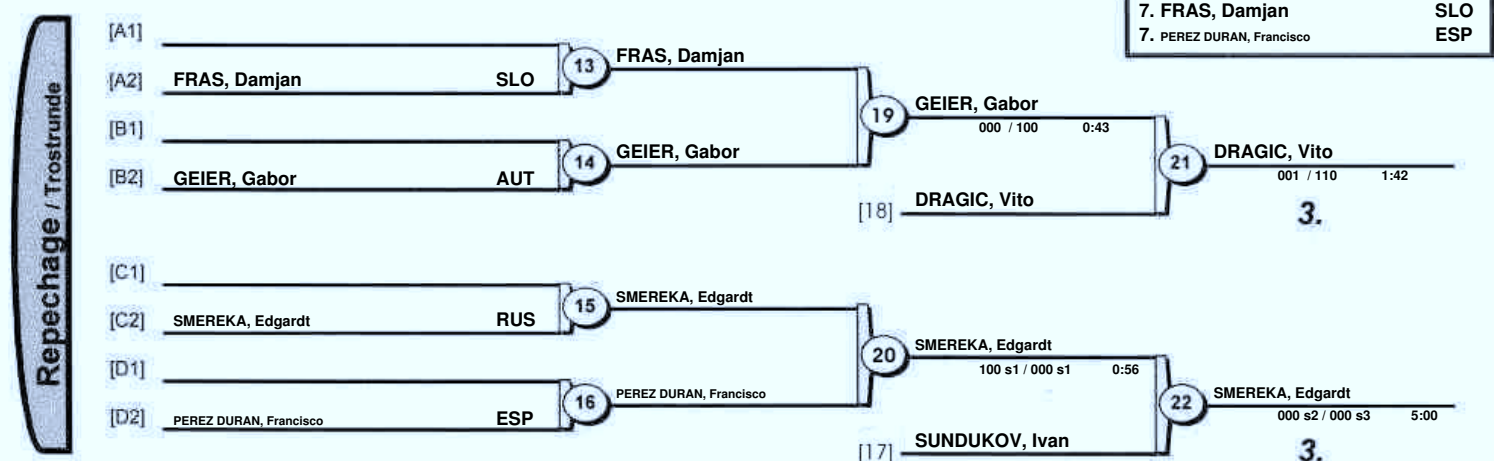 7. FRAS, Damjan SLO
7. PEREZ DURAN, Francisco ESP
Repechage / Trostrunde
[A1]
[A2] FRAS, Damjan SLO
13 FRAS, Damjan
[B1]
[B2] GEIER, Gabor AUT
14 GEIER, Gabor
19 GEIER, Gabor
000 / 100 0:43
[18] DRAGIC, Vito
21 DRAGIC, Vito
001 / 110 1:42
3.
[C1]
[C2] SMEREKA, Edgardt RUS
15 SMEREKA, Edgardt
[D1]
[D2] PEREZ DURAN, Francisco ESP
16 PEREZ DURAN, Francisco
20 SMEREKA, Edgardt
100 s1 / 000 s1 0:56
[17] SUNDUKOV, Ivan
22 SMEREKA, Edgardt
000 s2 / 000 s3 5:00
3.